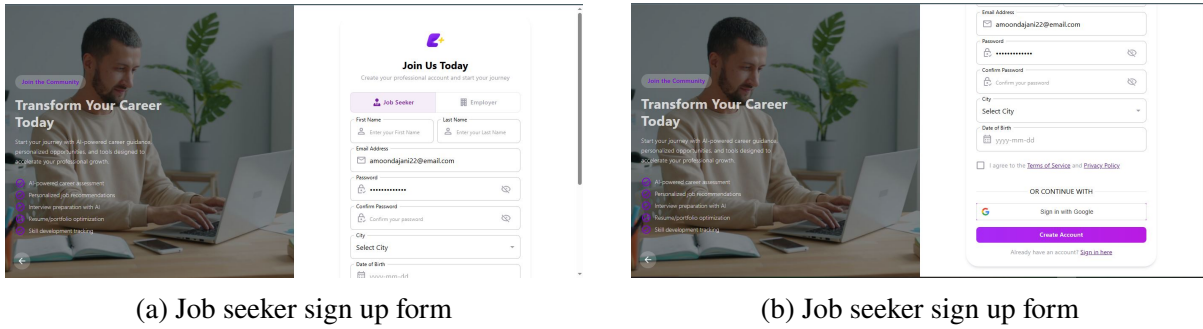 Join the Community
Transform Your Career
Today
Start your journey with AI-powered career guidance,
personalized opportunities, and tools designed to
accelerate your professional growth.
AI-powered career assessment
Personalized job recommendations
Interview preparation with AI
Resume/portfolio optimization
Skill development tracking
Join Us Today
Create your professional account and start your journey
Job Seeker
Employer
First Name
Last Name
Enter your First Name
Enter your Last Name
Email Address
amoondajani22@email.com
Password
•••••••••••••
Confirm Password
Confirm your password
City
Select City
Date of Birth
yyyy-mm-dd
(a) Job seeker sign up form
Join the Community
Transform Your Career
Today
Start your journey with AI-powered career guidance,
personalized opportunities, and tools designed to
accelerate your professional growth.
AI-powered career assessment
Personalized job recommendations
Interview preparation with AI
Resume/portfolio optimization
Skill development tracking
Email Address
amoondajani22@email.com
Password
•••••••••••••
Confirm Password
Confirm your password
City
Select City
Date of Birth
yyyy-mm-dd
I agree to the Terms of Service and Privacy Policy
OR CONTINUE WITH
Sign in with Google
Create Account
Already have an account? Sign in here
(b) Job seeker sign up form